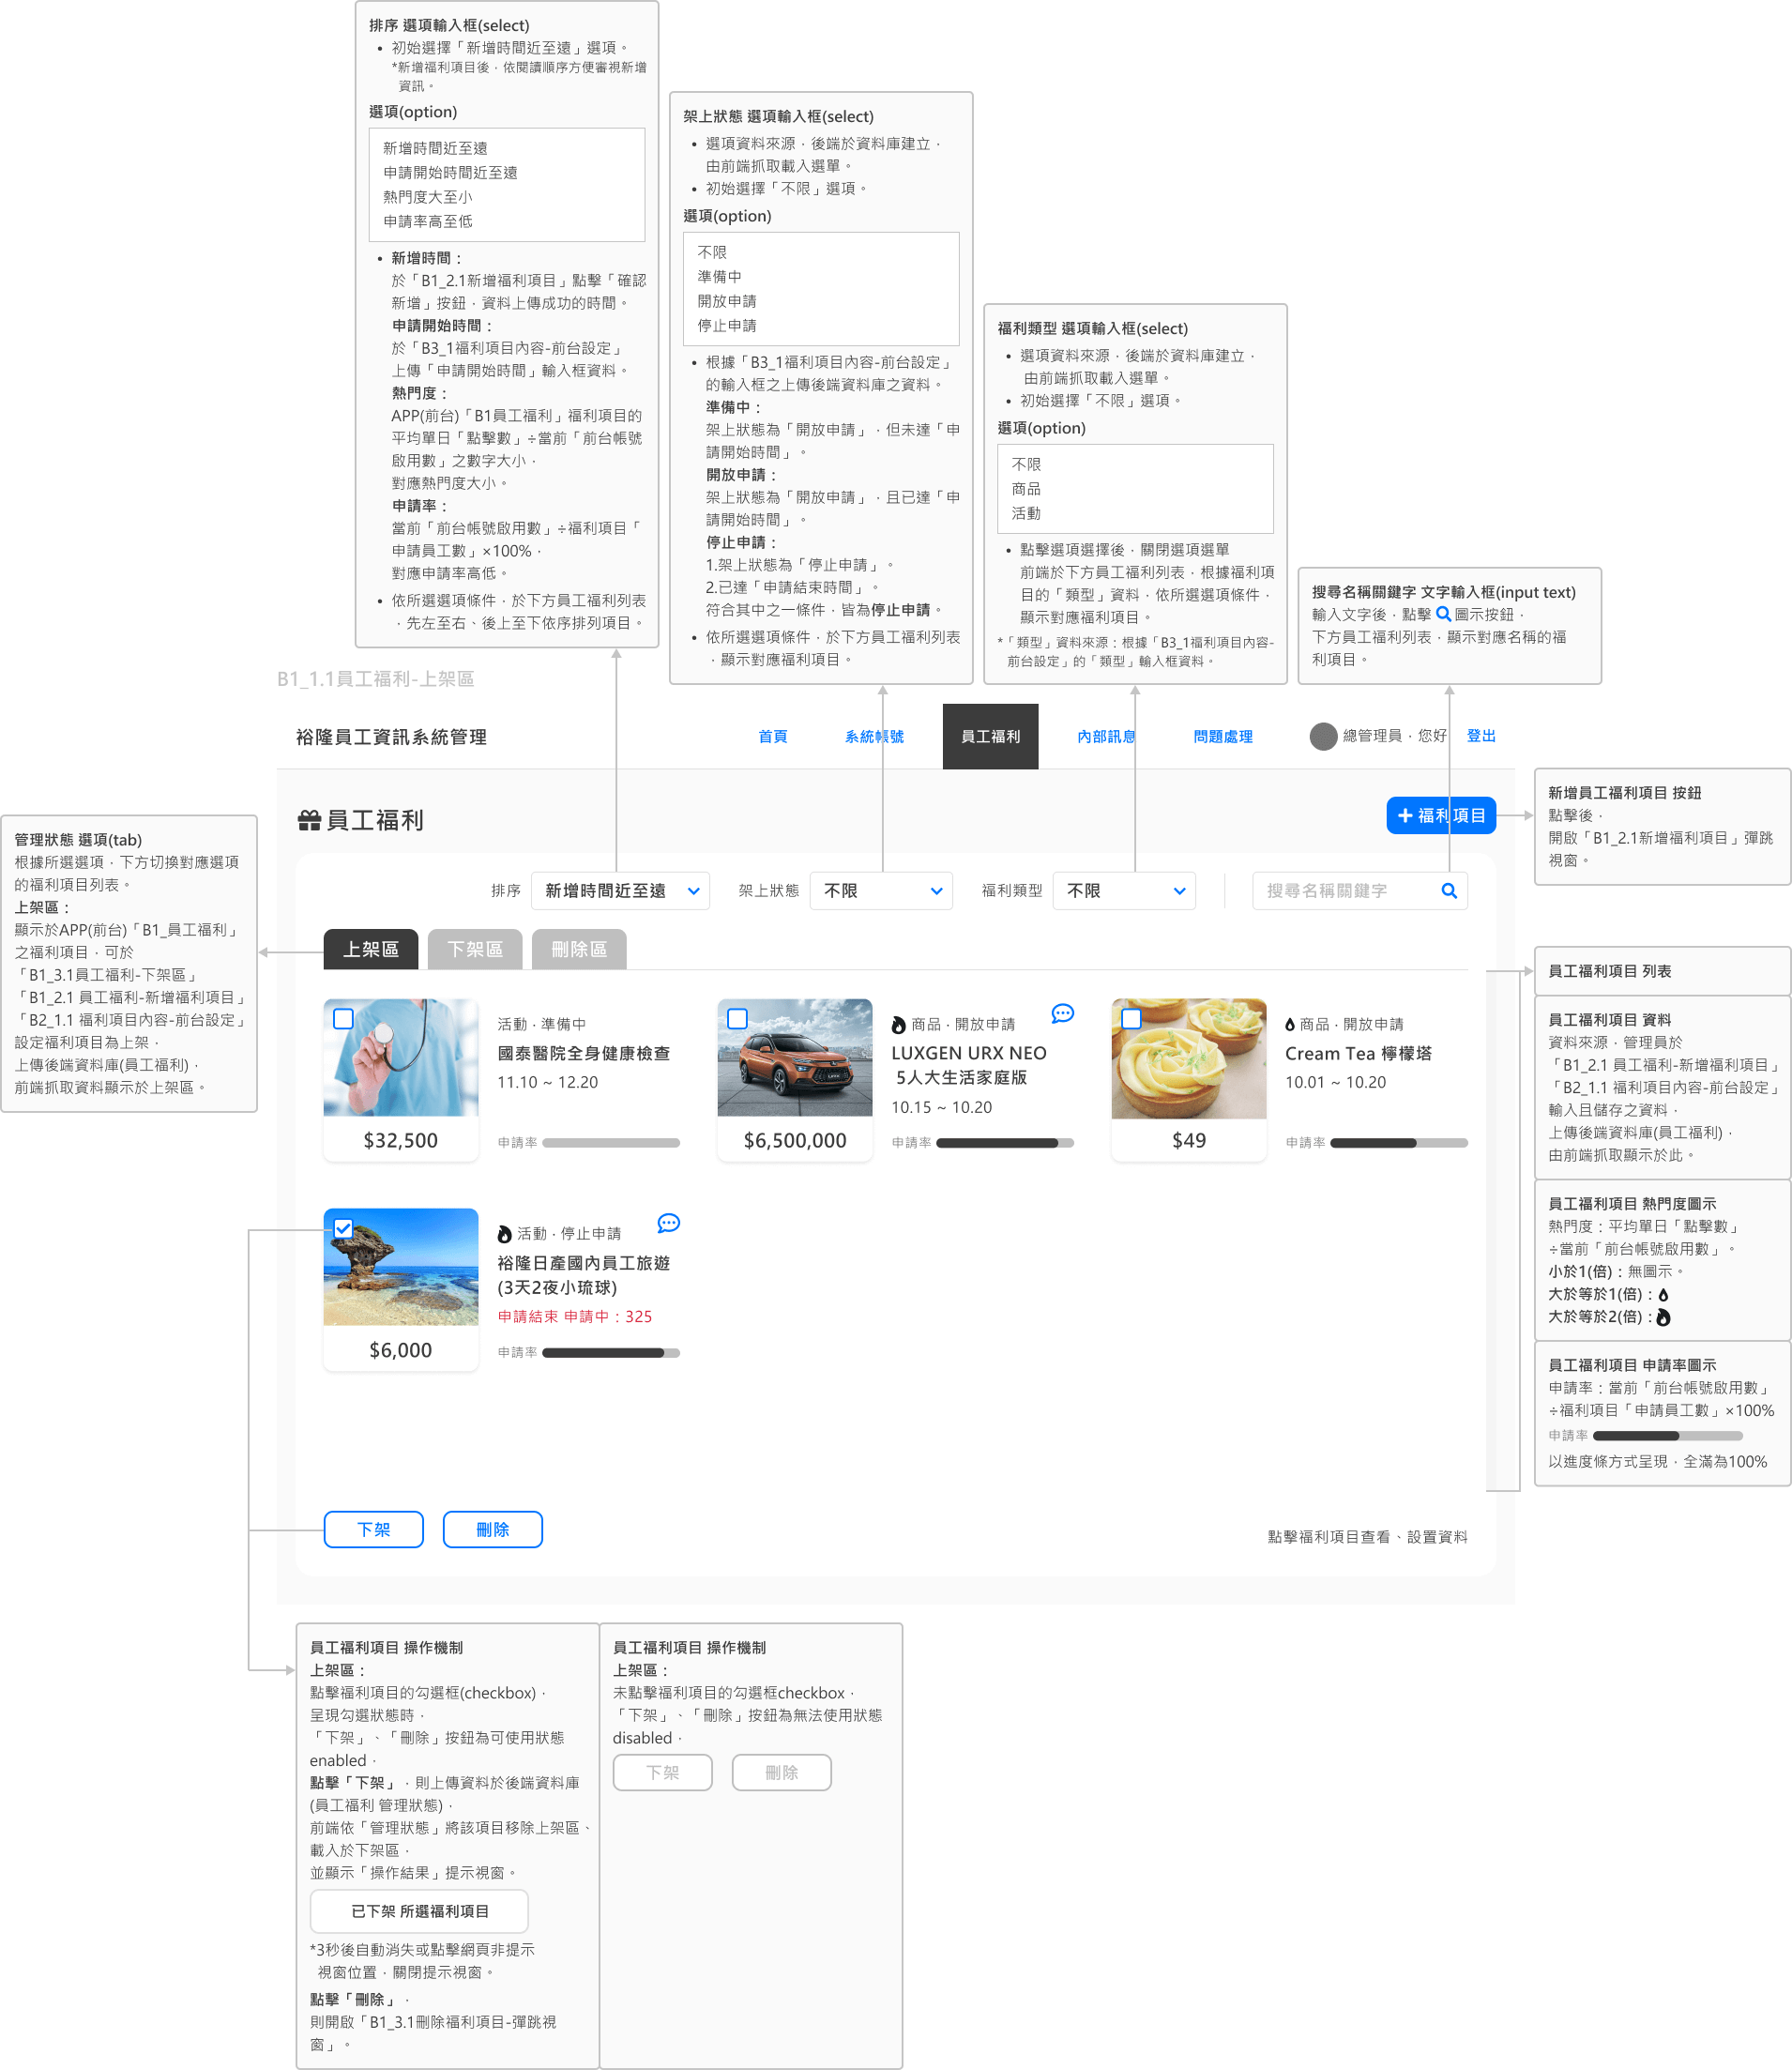 排序 選項輸入框(select)
• 初始選擇「新增時間近至遠」選項。
*新增福利項目後，依閱讀順序方便審視新增
資訊。
選項(option)
新增時間近至遠
申請開始時間近至遠
熱門度大至小
申請率高至低
• 新增時間：
於「B1_2.1新增福利項目」點擊「確認
新增」按鈕，資料上傳成功的時間。
申請開始時間：
於「B3_1福利項目內容-前台設定」
上傳「申請開始時間」輸入框資料。
熱門度：
APP(前台)「B1員工福利」福利項目的
平均單日「點擊數」÷當前「前台帳號
啟用數」之數字大小，
對應熱門度大小。
申請率：
當前「前台帳號啟用數」÷福利項目「
申請員工數」×100%，
對應申請率高低。
• 依所選選項條件，於下方員工福利列表
，先左至右、後上至下依序排列項目。
架上狀態 選項輸入框(select)
• 選項資料來源，後端於資料庫建立，
由前端抓取載入選單。
• 初始選擇「不限」選項。
選項(option)
不限
準備中
開放申請
停止申請
• 根據「B3_1福利項目內容-前台設定」
的輸入框之上傳後端資料庫之資料。
準備中：
架上狀態為「開放申請」，但未達「申
請開始時間」。
開放申請：
架上狀態為「開放申請」，且已達「申
請開始時間」。
停止申請：
1.架上狀態為「停止申請」。
2.已達「申請結束時間」。
符合其中之一條件，皆為停止申請。
• 依所選選項條件，於下方員工福利列表
，顯示對應福利項目。
福利類型 選項輸入框(select)
• 選項資料來源，後端於資料庫建立，
由前端抓取載入選單。
• 初始選擇「不限」選項。
選項(option)
不限
商品
活動
• 點擊選項選擇後，關閉選項選單
前端於下方員工福利列表，根據福利項
目的「類型」資料，依所選選項條件，
顯示對應福利項目。
*「類型」資料來源：根據「B3_1福利項目內容-
前台設定」的「類型」輸入框資料。
搜尋名稱關鍵字 文字輸入框(input text)
輸入文字後，點擊 圖示按鈕，
下方員工福利列表，顯示對應名稱的福
利項目。
B1_1.1員工福利-上架區
裕隆員工資訊系統管理
首頁
系統帳號
員工福利
內部訊息
問題處理
總管理員，您好
登出
員工福利
+ 福利項目
排序
新增時間近至遠
架上狀態
不限
福利類型
不限
搜尋名稱關鍵字
上架區
下架區
刪除區
活動 · 準備中
國泰醫院全身健康檢查
11.10 ~ 12.20
$32,500
申請率
商品 · 開放申請
LUXGEN URX NEO
5人大生活家庭版
10.15 ~ 10.20
$6,500,000
申請率
商品 · 開放申請
Cream Tea 檸檬塔
10.01 ~ 10.20
$49
申請率
活動 · 停止申請
裕隆日產國內員工旅遊
(3天2夜小琉球)
申請結束 申請中：325
$6,000
申請率
下架
刪除
點擊福利項目查看、設置資料
管理狀態 選項(tab)
根據所選選項，下方切換對應選項
的福利項目列表。
上架區：
顯示於APP(前台)「B1_員工福利」
之福利項目，可於
「B1_3.1員工福利-下架區」
「B1_2.1 員工福利-新增福利項目」
「B2_1.1 福利項目內容-前台設定」
設定福利項目為上架，
上傳後端資料庫(員工福利)，
前端抓取資料顯示於上架區。
新增員工福利項目 按鈕
點擊後，
開啟「B1_2.1新增福利項目」彈跳
視窗。
員工福利項目 列表
員工福利項目 資料
資料來源，管理員於
「B1_2.1 員工福利-新增福利項目」
「B2_1.1 福利項目內容-前台設定」
輸入且儲存之資料，
上傳後端資料庫(員工福利)，
由前端抓取顯示於此。
員工福利項目 熱門度圖示
熱門度：平均單日「點擊數」
÷當前「前台帳號啟用數」。
小於1(倍)：無圖示。
大於等於1(倍)：
大於等於2(倍)：
員工福利項目 申請率圖示
申請率：當前「前台帳號啟用數」
÷福利項目「申請員工數」×100%
申請率
以進度條方式呈現，全滿為100%
員工福利項目 操作機制
上架區：
點擊福利項目的勾選框(checkbox)，
呈現勾選狀態時，
「下架」、「刪除」按鈕為可使用狀態
enabled，
點擊「下架」，則上傳資料於後端資料庫
(員工福利 管理狀態)，
前端依「管理狀態」將該項目移除上架區、
載入於下架區，
並顯示「操作結果」提示視窗。
已下架 所選福利項目
*3秒後自動消失或點擊網頁非提示
視窗位置，關閉提示視窗。
點擊「刪除」，
則開啟「B1_3.1刪除福利項目-彈跳視
窗」。
員工福利項目 操作機制
上架區：
未點擊福利項目的勾選框checkbox，
「下架」、「刪除」按鈕為無法使用狀態
disabled，
下架
刪除